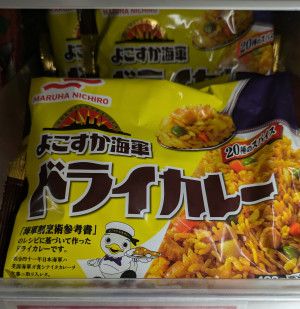 よこすか海軍
ドライカレー
20種のスパイス
MARUHA NICHIRO
よこすか海軍
20種のスパイス
ドライカレー
「海軍割烹術参考書」
のレシピに基づいて作った
ドライカレーです。